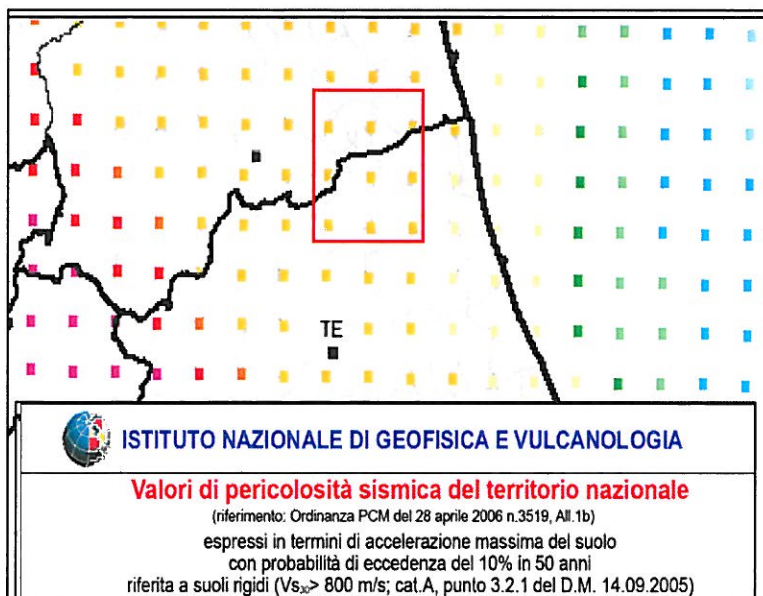 TE
ISTITUTO NAZIONALE DI GEOFISICA E VULCANOLOGIA
Valori di pericolosità sismica del territorio nazionale
(riferimento: Ordinanza PCM del 28 aprile 2006 n.3519, All.1b)
espressi in termini di accelerazione massima del suolo
con probabilità di eccedenza del 10% in 50 anni
riferita a suoli rigidi (Vs₃₀> 800 m/s; cat.A, punto 3.2.1 del D.M. 14.09.2005)